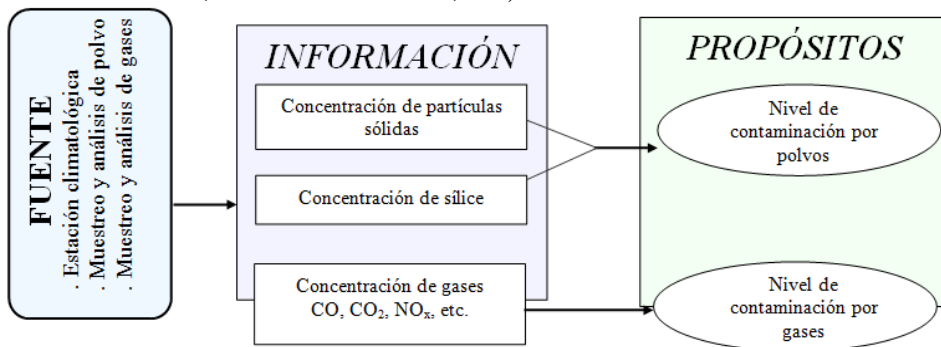 FUENTE
. Estación climatológica
. Muestreo y análisis de polvo
. Muestreo y análisis de gases
INFORMACIÓN
Concentración de partículas
sólidas
Concentración de sílice
Concentración de gases
CO, CO₂, NOₓ, etc.
PROPÓSITOS
Nivel de
contaminación por
polvos
Nivel de
contaminación por
gases